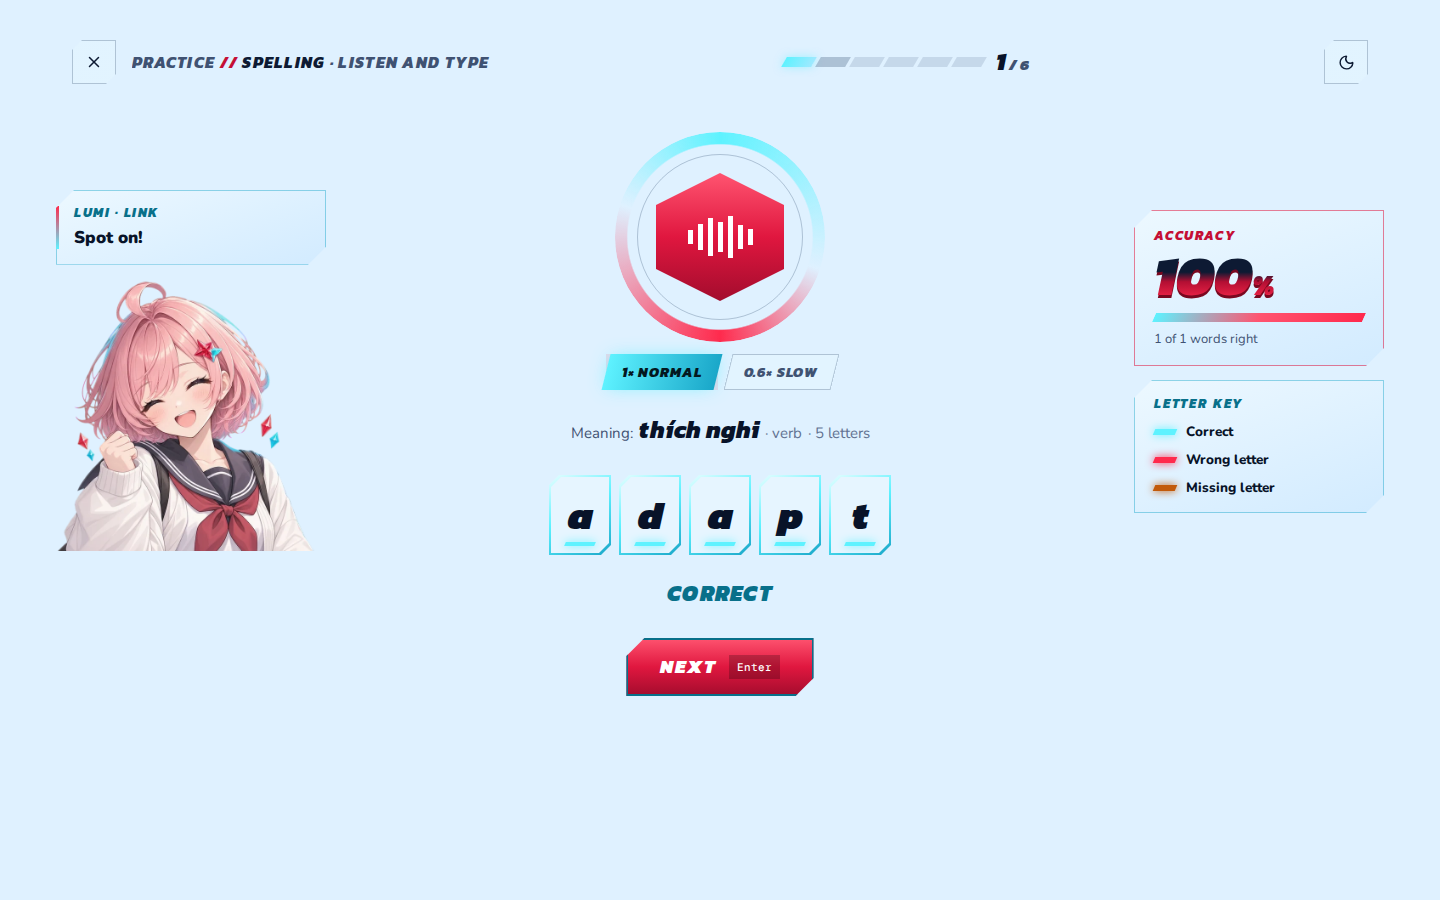 PRACTICE // SPELLING · LISTEN AND TYPE
1 / 6
LUMI · LINK
Spot on!
1× NORMAL
0.6× SLOW
Meaning: thích nghi · verb · 5 letters
a d a p t
CORRECT
NEXT Enter
ACCURACY
100%
1 of 1 words right
LETTER KEY
Correct
Wrong letter
Missing letter